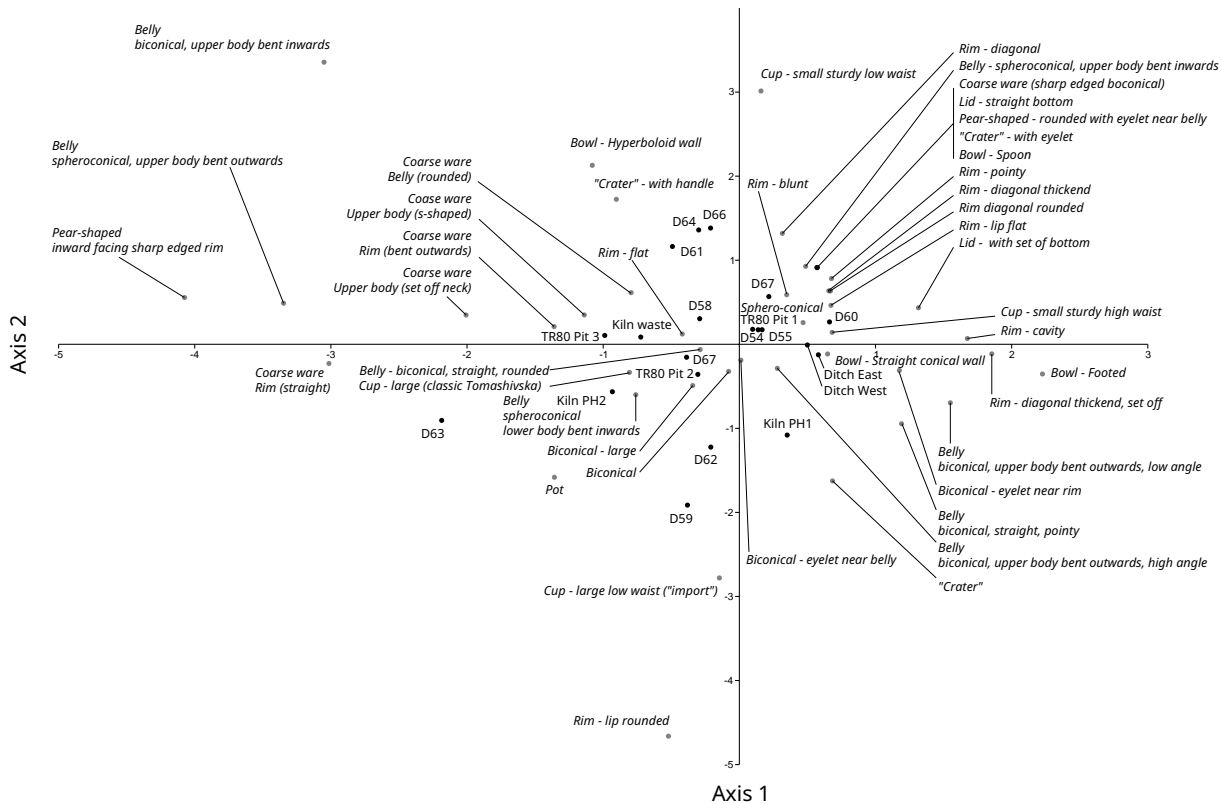 Belly
biconical, upper body bent inwards
Belly
spheroconical, upper body bent outwards
Pear-shaped
inward facing sharp edged rim
Coarse ware
Belly (rounded)
Coase ware
Upper body (s-shaped)
Coarse ware
Rim (bent outwards)
Coarse ware
Upper body (set off neck)
Bowl - Hyperboloid wall
"Crater" - with handle
Cup - small sturdy low waist
Rim - blunt
Rim - flat
D64
D66
D61
D58
D67
Sphero-conical
TR80 Pit 1
D60
D54
D55
TR80 Pit 3
Kiln waste
Rim - diagonal
Belly - spheroconical, upper body bent inwards
Coarse ware (sharp edged boconical)
Lid - straight bottom
Pear-shaped - rounded with eyelet near belly
"Crater" - with eyelet
Bowl - Spoon
Rim - pointy
Rim - diagonal thickend
Rim diagonal rounded
Rim - lip flat
Lid -  with set of bottom
Cup - small sturdy high waist
Rim - cavity
Axis 2
3
2
1
-5
-4
-3
-2
-1
1
2
3
-1
-2
-3
-4
-5
Coarse ware
Rim (straight)
Belly - biconical, straight, rounded
Cup - large (classic Tomashivska)
D67
TR80 Pit 2
Kiln PH2
Belly
spheroconical
lower body bent inwards
Biconical - large
Biconical
D63
Pot
D62
D59
Kiln PH1
Bowl - Straight conical wall
Ditch East
Ditch West
Bowl - Footed
Rim - diagonal thickend, set off
Belly
biconical, upper body bent outwards, low angle
Biconical - eyelet near rim
Belly
biconical, straight, pointy
Belly
biconical, upper body bent outwards, high angle
"Crater"
Biconical - eyelet near belly
Cup - large low waist ("import")
Rim - lip rounded
Axis 1